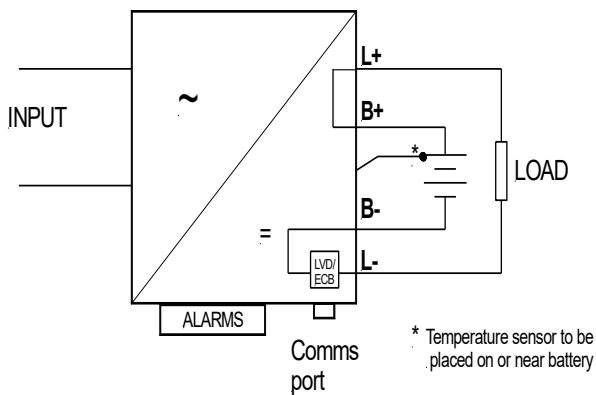 L+
INPUT
~
B+
*
LOAD
B-
=
LVD/
ECB
L-
ALARMS
Comms
port
* Temperature sensor to be
placed on or near battery